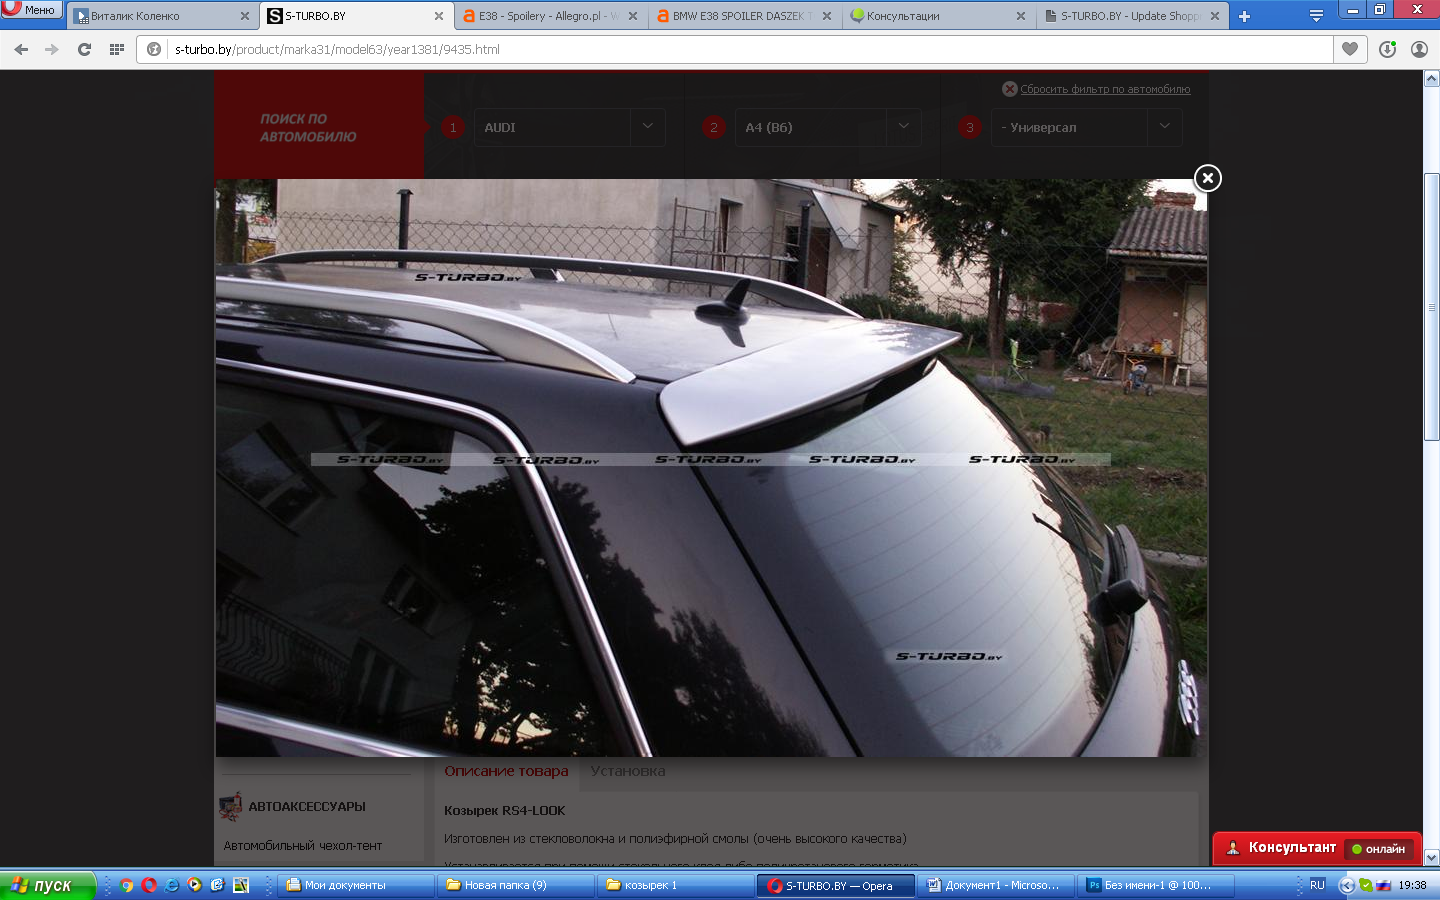 Меню
Виталик Коленко
S-TURBO.BY
E38 - Spoilery - Allegro.pl - W
BMW E38 SPOILER DASZEK T
Консультации
S-TURBO.BY - Update Shopp
s-turbo.by/product/marka31/model63/year1381/9435.html
Сбросить фильтр по автомобилю
ПОИСК ПО
АВТОМОБИЛЮ
1 AUDI 2 A4 (B6) 3 - Универсал
S-TURBO.BY
S-TURBO.BY S-TURBO.BY S-TURBO.BY S-TURBO.BY S-TURBO.BY
S-TURBO.BY
Описание товара Установка
АВТОАКСЕССУАРЫ
Козырек RS4-LOOK
Изготовлен из стекловолокна и полиэфирной смолы (очень высокого качества)
Автомобильный чехол-тент
Консультант онлайн
пуск
Мои документы
Новая папка (9)
козырек 1
S-TURBO.BY — Opera
Документ1 - Microso...
Ps Без имени-1 @ 100...
RU
19:38